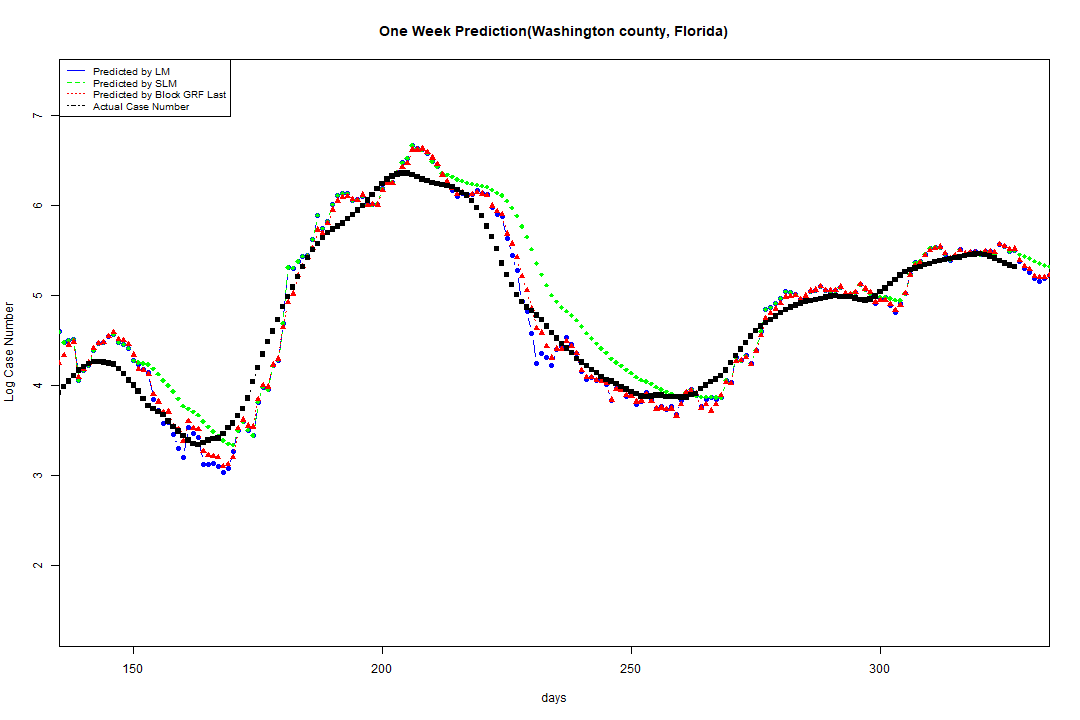 One Week Prediction(Washington county, Florida)
Predicted by LM
Predicted by SLM
Predicted by Block GRF Last
Actual Case Number
7
6
5
4
3
2
Log Case Number
150 200 250 300
days